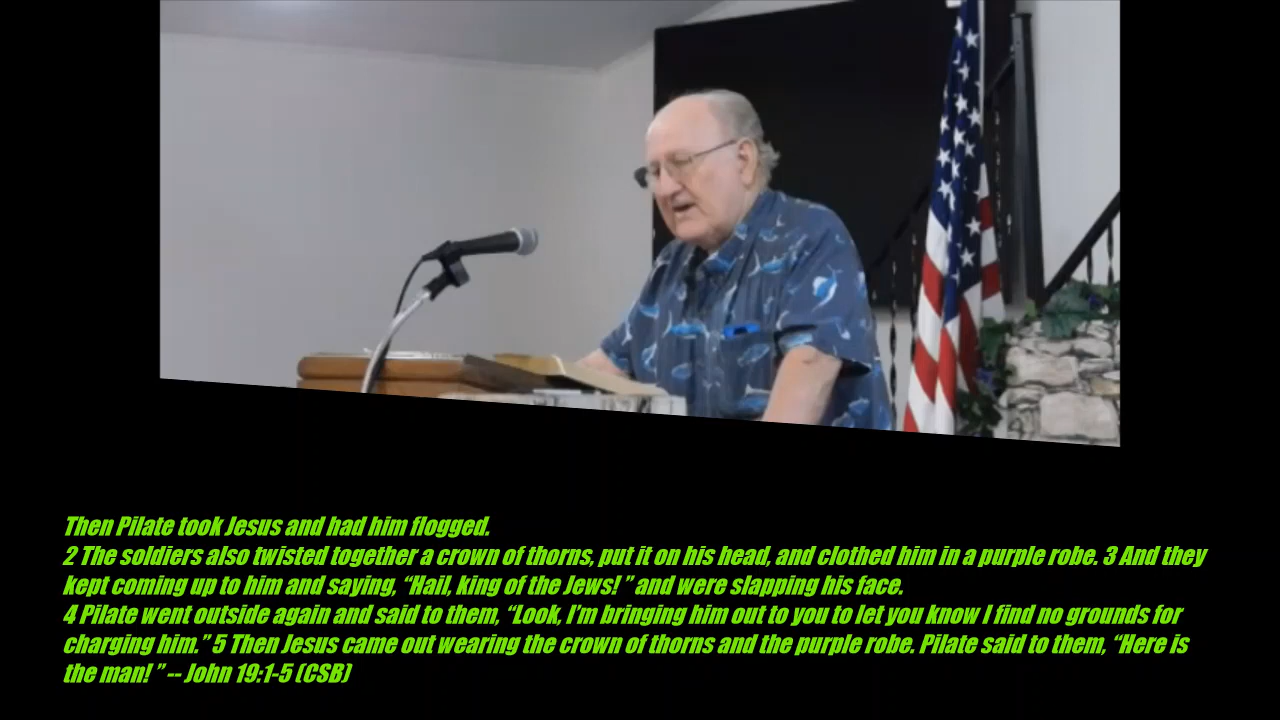 Then Pilate took Jesus and had him flogged.
2 The soldiers also twisted together a crown of thorns, put it on his head, and clothed him in a purple robe. 3 And they
kept coming up to him and saying, “Hail, king of the Jews! ” and were slapping his face.
4 Pilate went outside again and said to them, “Look, I’m bringing him out to you to let you know I find no grounds for
charging him.” 5 Then Jesus came out wearing the crown of thorns and the purple robe. Pilate said to them, “Here is
the man! ” -- John 19:1-5 (CSB)